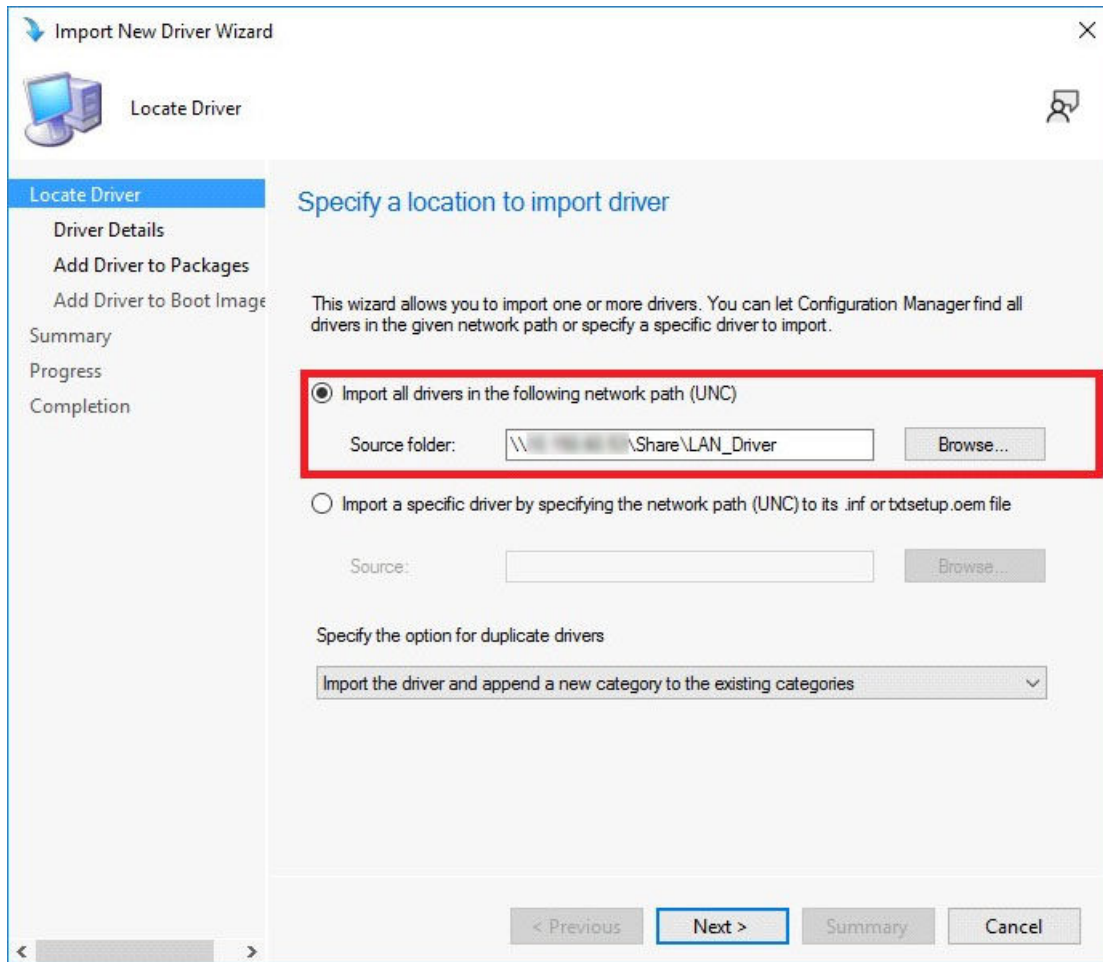 Import New Driver Wizard
Locate Driver
Locate Driver
Driver Details
Add Driver to Packages
Add Driver to Boot Image
Summary
Progress
Completion
Specify a location to import driver
This wizard allows you to import one or more drivers. You can let Configuration Manager find all
drivers in the given network path or specify a specific driver to import.
Import all drivers in the following network path (UNC)
Source folder: \\ \Share\LAN_Driver Browse...
Import a specific driver by specifying the network path (UNC) to its .inf or txtsetup.oem file
Source: Browse...
Specify the option for duplicate drivers
Import the driver and append a new category to the existing categories
< Previous Next > Summary Cancel